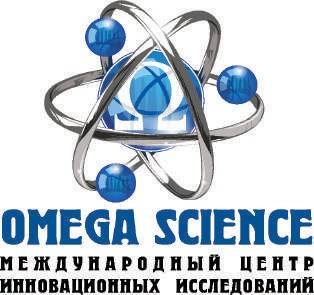 Ω
OMEGA SCIENCE
МЕЖДУНАРОДНЫЙ ЦЕНТР
ИННОВАЦИОННЫХ ИССЛЕДОВАНИЙ